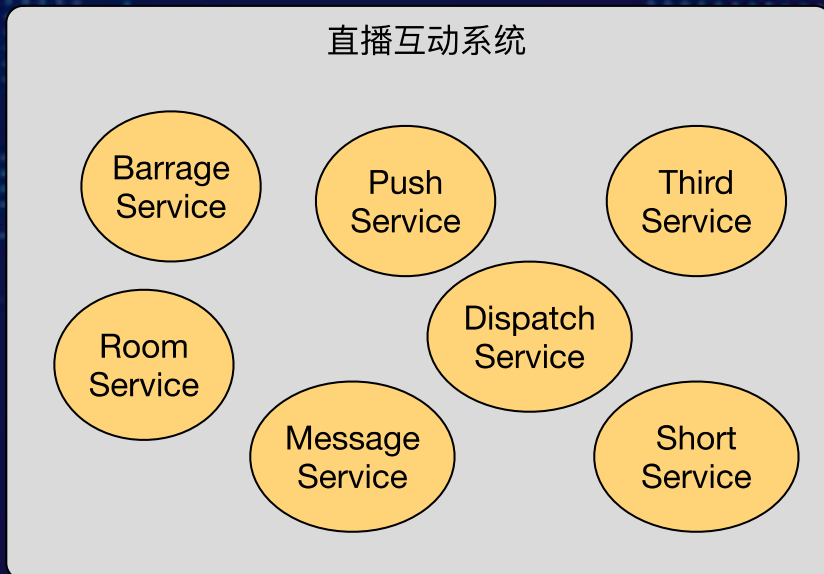 直播互动系统
Barrage
Service
Push
Service
Third
Service
Dispatch
Service
Room
Service
Message
Service
Short
Service